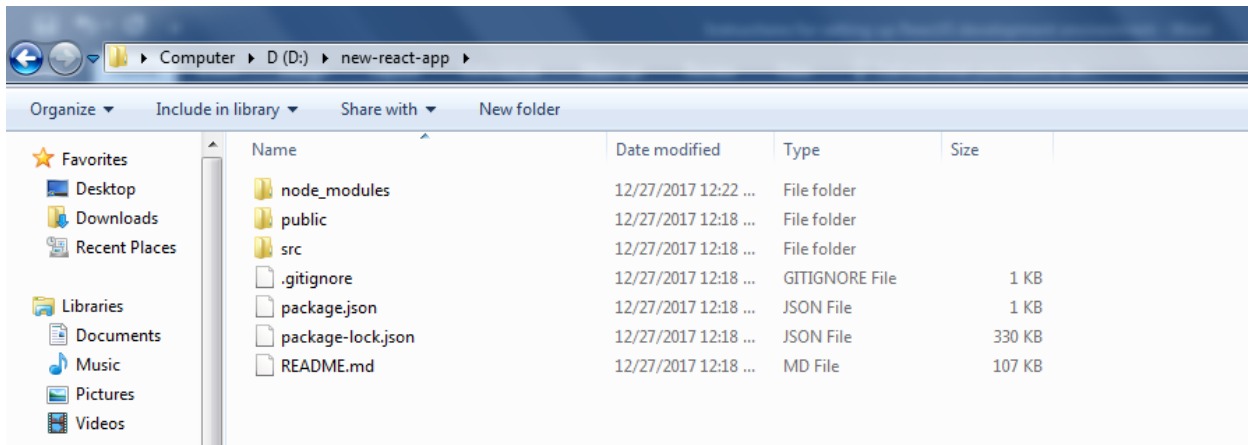 Computer D (D:) new-react-app
Organize Include in library Share with New folder
Favorites
Desktop
Downloads
Recent Places
Libraries
Documents
Music
Pictures
Videos
Name Date modified Type Size
node_modules 12/27/2017 12:22 ... File folder
public 12/27/2017 12:18 ... File folder
src 12/27/2017 12:18 ... File folder
.gitignore 12/27/2017 12:18 ... GITIGNORE File 1 KB
package.json 12/27/2017 12:18 ... JSON File 1 KB
package-lock.json 12/27/2017 12:18 ... JSON File 330 KB
README.md 12/27/2017 12:18 ... MD File 107 KB